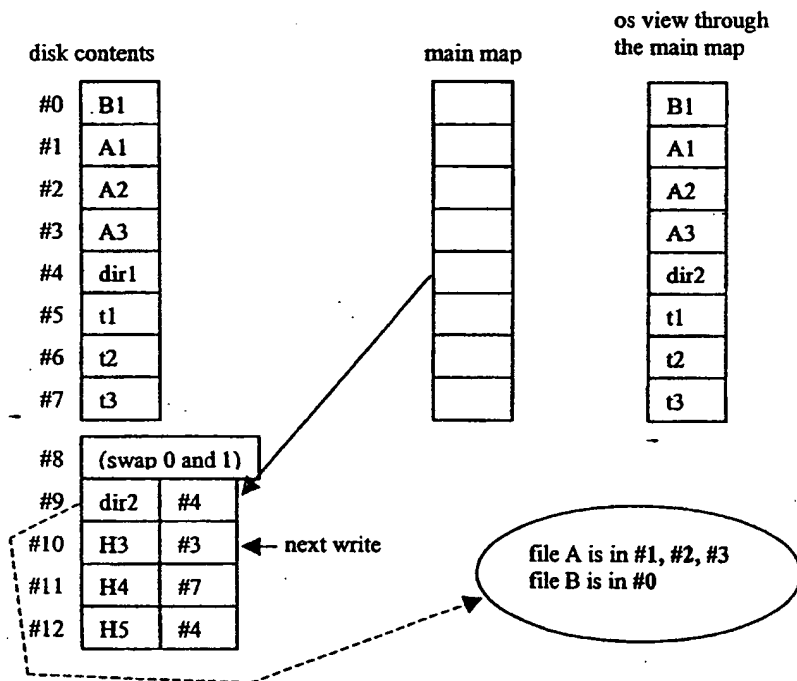 disk contents
main map
os view through
the main map
#0 B1
#1 A1
#2 A2
#3 A3
#4 dir1
#5 t1
#6 t2
#7 t3
B1
A1
A2
A3
dir2
t1
t2
t3
#8 (swap 0 and 1)
#9 dir2 #4
#10 H3 #3 next write
#11 H4 #7
#12 H5 #4
file A is in #1, #2, #3
file B is in #0